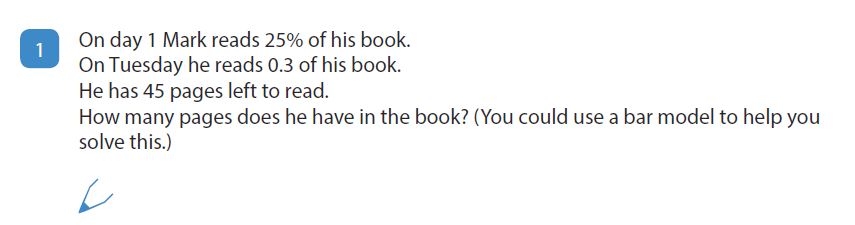 1
On day 1 Mark reads 25% of his book.
On Tuesday he reads 0.3 of his book.
He has 45 pages left to read.
How many pages does he have in the book? (You could use a bar model to help you
solve this.)